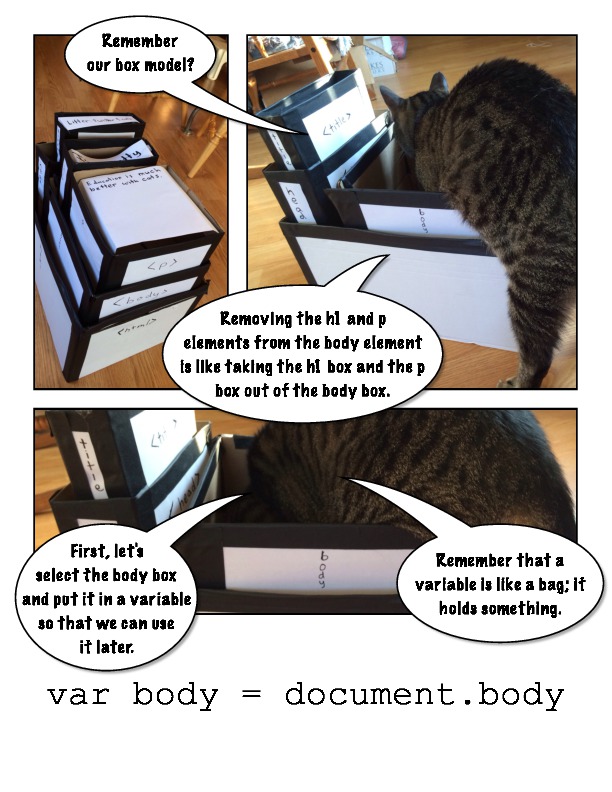 Remember
our box model?
Education is much
better with cats.
<p>
<body>
<html>
<title>
head
body
Removing the h1 and p
elements from the body element
is like taking the h1 box and the p
box out of the body box.
title
<head>
body
First, let's
select the body box
and put it in a variable
so that we can use
it later.
Remember that a
variable is like a bag; it
holds something.
var body = document.body